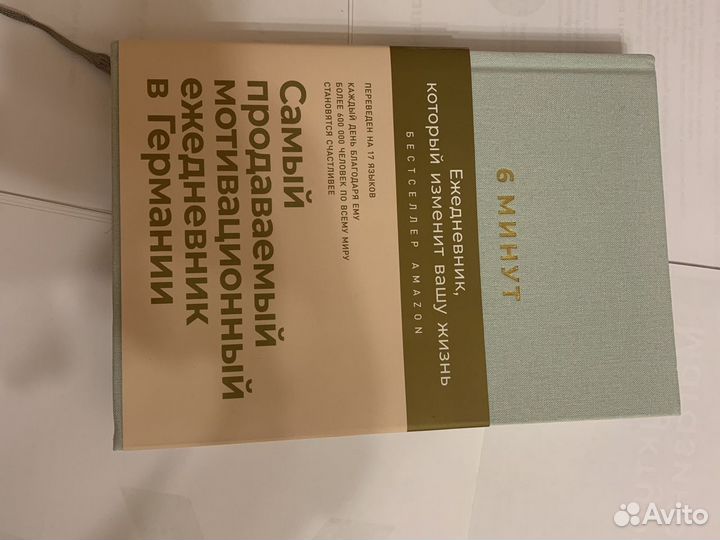 6 МИНУТ
Ежедневник,
который изменит вашу жизнь
БЕСТСЕЛЛЕР AMAZON
ПЕРЕВЕДЕН НА 17 ЯЗЫКОВ
КАЖДЫЙ ДЕНЬ БЛАГОДАРЯ ЕМУ
БОЛЕЕ 600 000 ЧЕЛОВЕК ПО ВСЕМУ МИРУ
СТАНОВЯТСЯ СЧАСТЛИВЕЕ
Самый
продаваемый
мотивационный
ежедневник
в Германии
Avito